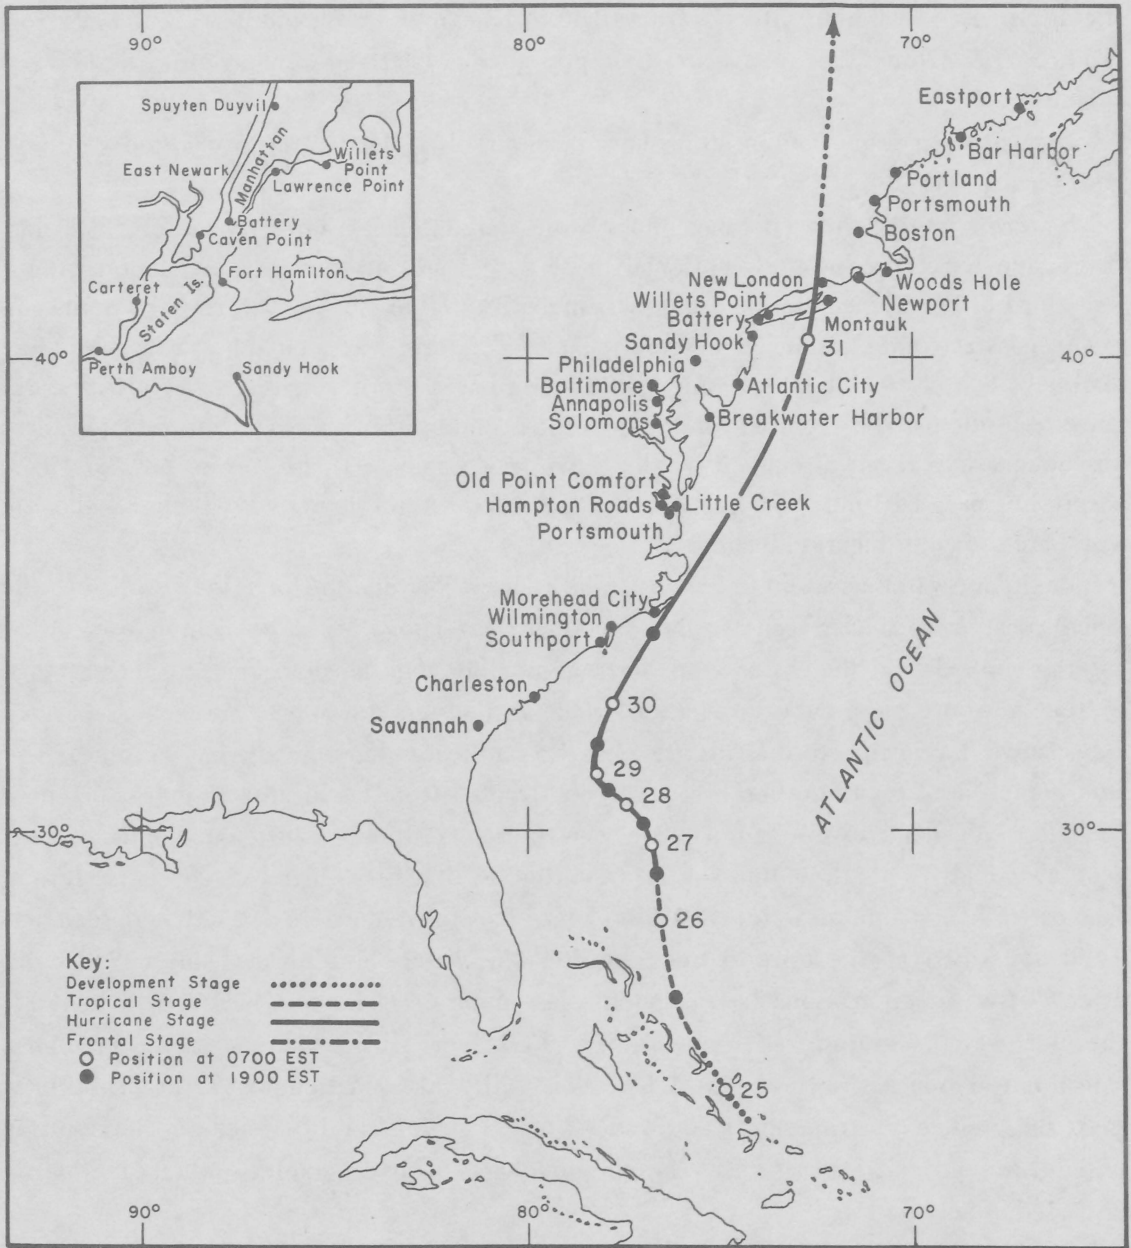 90°
80°
70°
Spuyten Duyvil
Manhattan
Willets
Point
East Newark
Lawrence Point
Battery
Caven Point
Fort Hamilton
Carteret
Staten Is.
Perth Amboy
Sandy Hook
Eastport
Bar Harbor
Portland
Portsmouth
Boston
Woods Hole
Newport
New London
Willets Point
Battery
Montauk
Sandy Hook
31
40°
40°
Philadelphia
Baltimore
Atlantic City
Annapolis
Breakwater Harbor
Solomons
Old Point Comfort
Hampton Roads
Little Creek
Portsmouth
Morehead City
Wilmington
Southport
Charleston
30
Savannah
29
28
27
26
25
ATLANTIC OCEAN
30°
30°
Key:
Development Stage
Tropical Stage
Hurricane Stage
Frontal Stage
Position at 0700 EST
Position at 1900 EST
90°
80°
70°